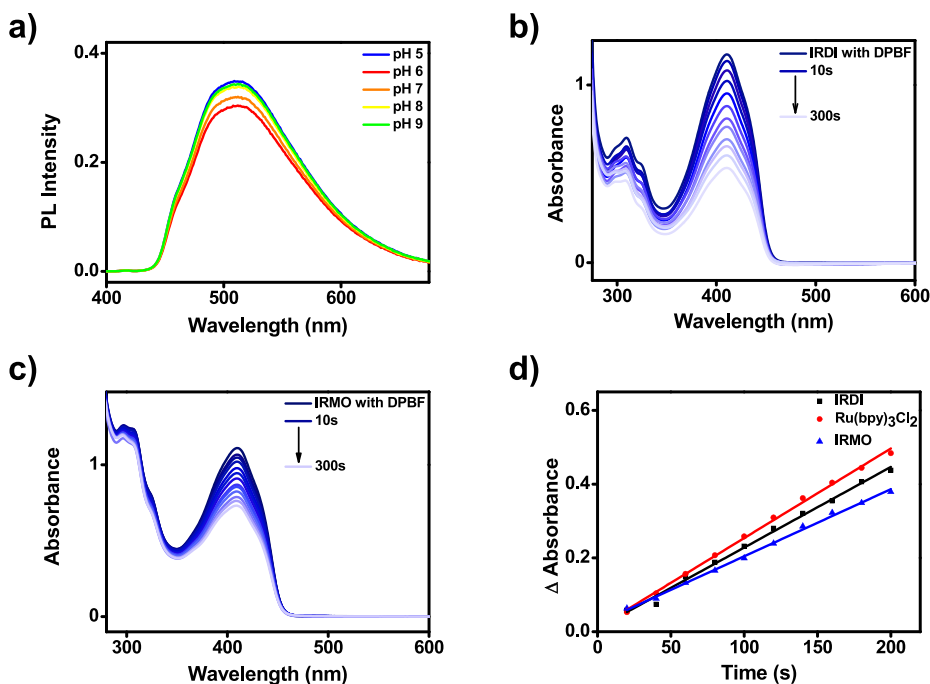 a)
0.4
0.2
0.0
PL Intensity
400
500
600
Wavelength (nm)
pH 5
pH 6
pH 7
pH 8
pH 9
b)
1
0
Absorbance
300
400
500
600
Wavelength (nm)
IRDI with DPBF
10s
300s
c)
1
0
Absorbance
300
400
500
600
Wavelength (nm)
IRMO with DPBF
10s
300s
d)
0.6
0.4
0.2
0.0
Δ Absorbance
0
50
100
150
200
Time (s)
IRDI
Ru(bpy)3Cl2
IRMO